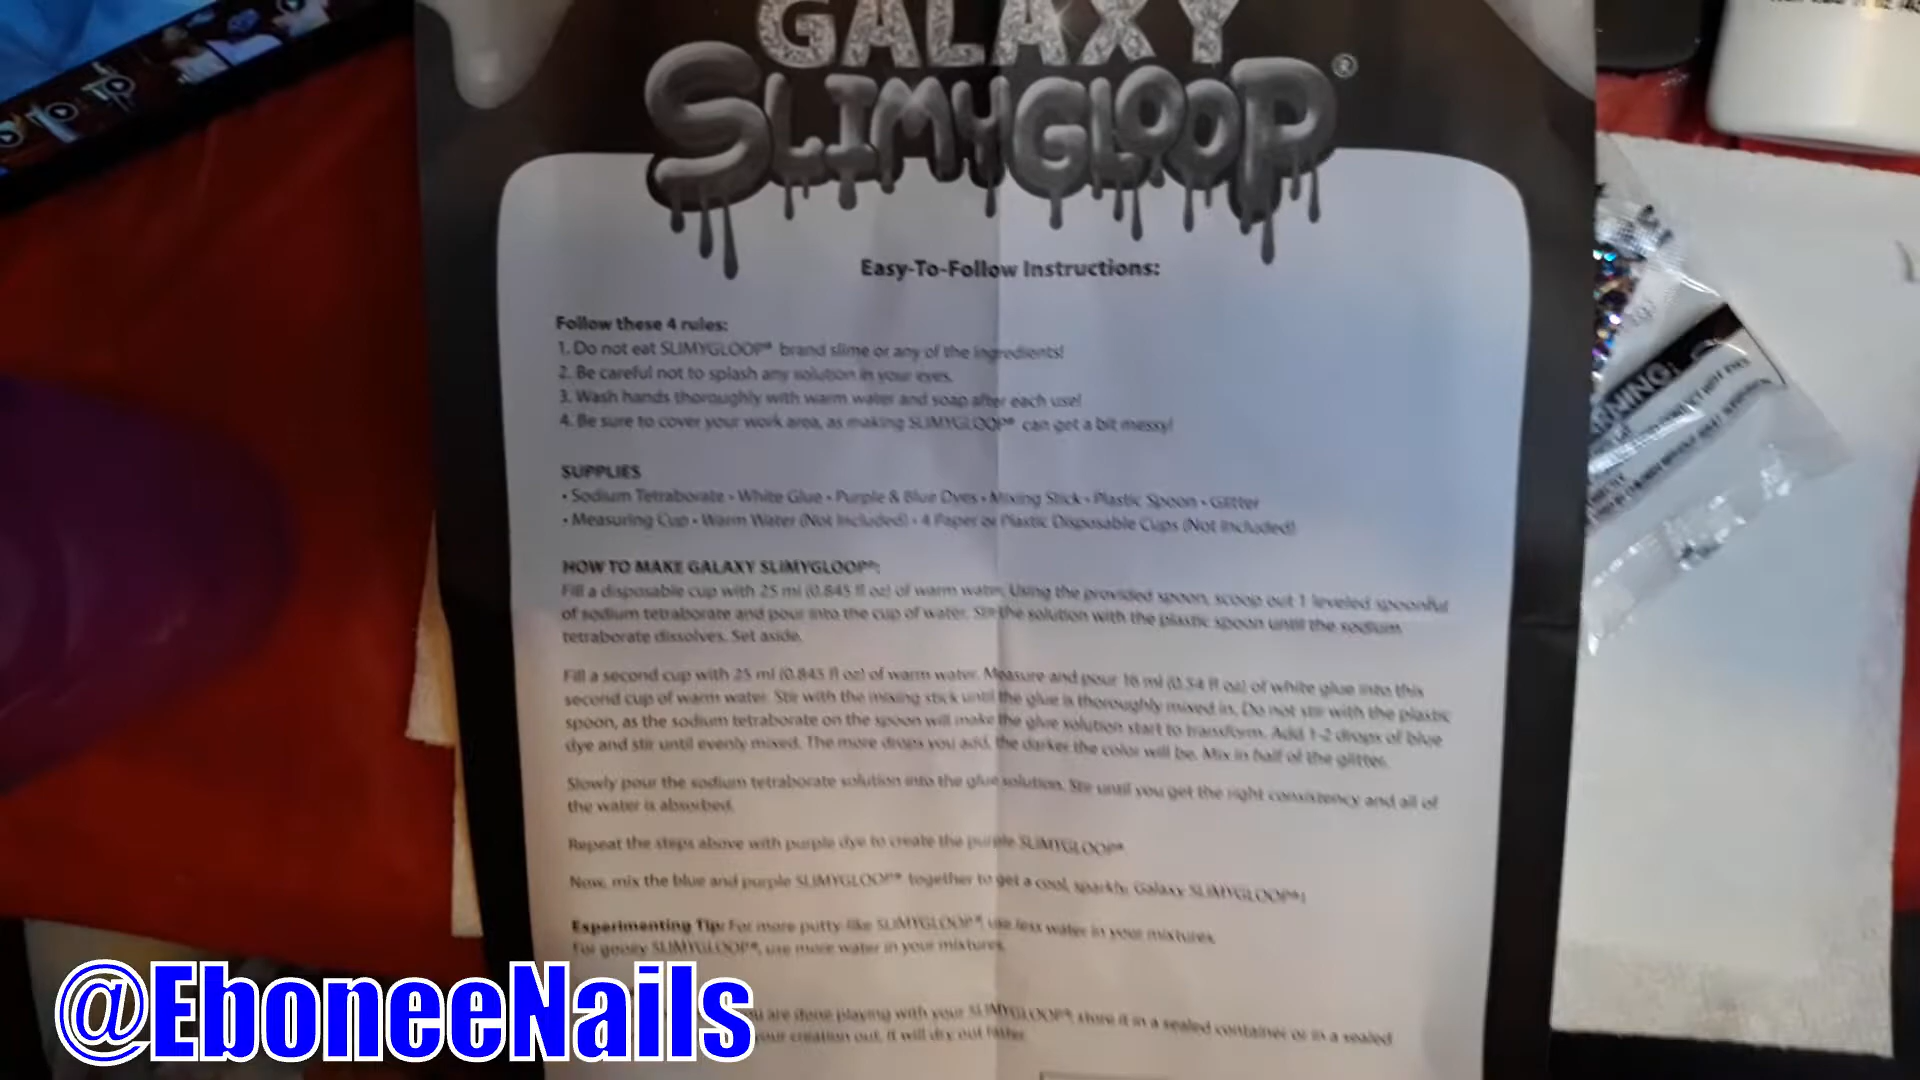 GALAXY
SLIMYGLOOP®
Easy-To-Follow Instructions:
Follow these 4 rules:
1. Do not eat SLIMYGLOOP® brand slime or any of the ingredients!
2. Be careful not to splash any solution in your eyes.
3. Wash hands thoroughly with warm water and soap after each use!
4. Be sure to cover your work area, as making SLIMYGLOOP® can get a bit messy!
SUPPLIES
• Sodium Tetraborate • White Glue • Purple & Blue Dyes • Mixing Stick • Plastic Spoon • Glitter
• Measuring Cup • Warm Water (Not Included) • 4 Paper or Plastic Disposable Cups (Not Included)
HOW TO MAKE GALAXY SLIMYGLOOP®:
Fill a disposable cup with 25 ml (0.845 fl oz) of warm water. Using the provided spoon, scoop out 1 leveled spoonful
of sodium tetraborate and pour into the cup of water. Stir the solution with the plastic spoon until the sodium
tetraborate dissolves. Set aside.
Fill a second cup with 25 ml (0.845 fl oz) of warm water. Measure and pour 16 ml (0.54 fl oz) of white glue into this
second cup of warm water. Stir with the mixing stick until the glue is thoroughly mixed in. Do not stir with the plastic
spoon, as the sodium tetraborate on the spoon will make the glue solution start to transform. Add 1-2 drops of blue
dye and stir until evenly mixed. The more drops you add, the darker the color will be. Mix in half of the glitter.
Slowly pour the sodium tetraborate solution into the glue solution. Stir until you get the right consistency and all of
the water is absorbed.
Repeat the steps above with purple dye to create the purple SLIMYGLOOP®
Now, mix the blue and purple SLIMYGLOOP® together to get a cool, sparkly, Galaxy SLIMYGLOOP®!
Experimenting Tip: For more putty-like SLIMYGLOOP®, use less water in your mixtures.
For gooey SLIMYGLOOP®, use more water in your mixtures.
are done playing with your SLIMYGLOOP®, store it in a sealed container or in a sealed
your creation out, it will dry out faster.
@EboneeNails